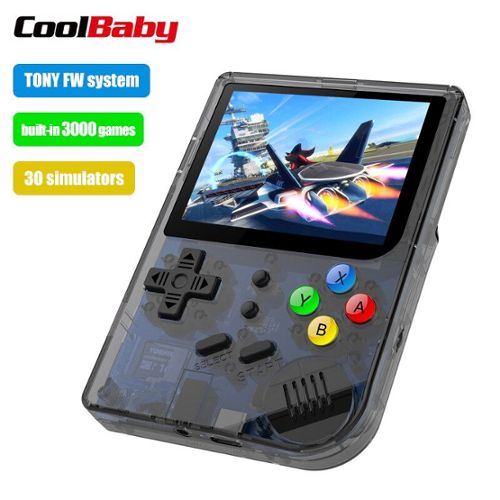 CoolBaby
TONY FW system
built-in 3000 games
30 simulators
X
Y
A
B
SELECT
START